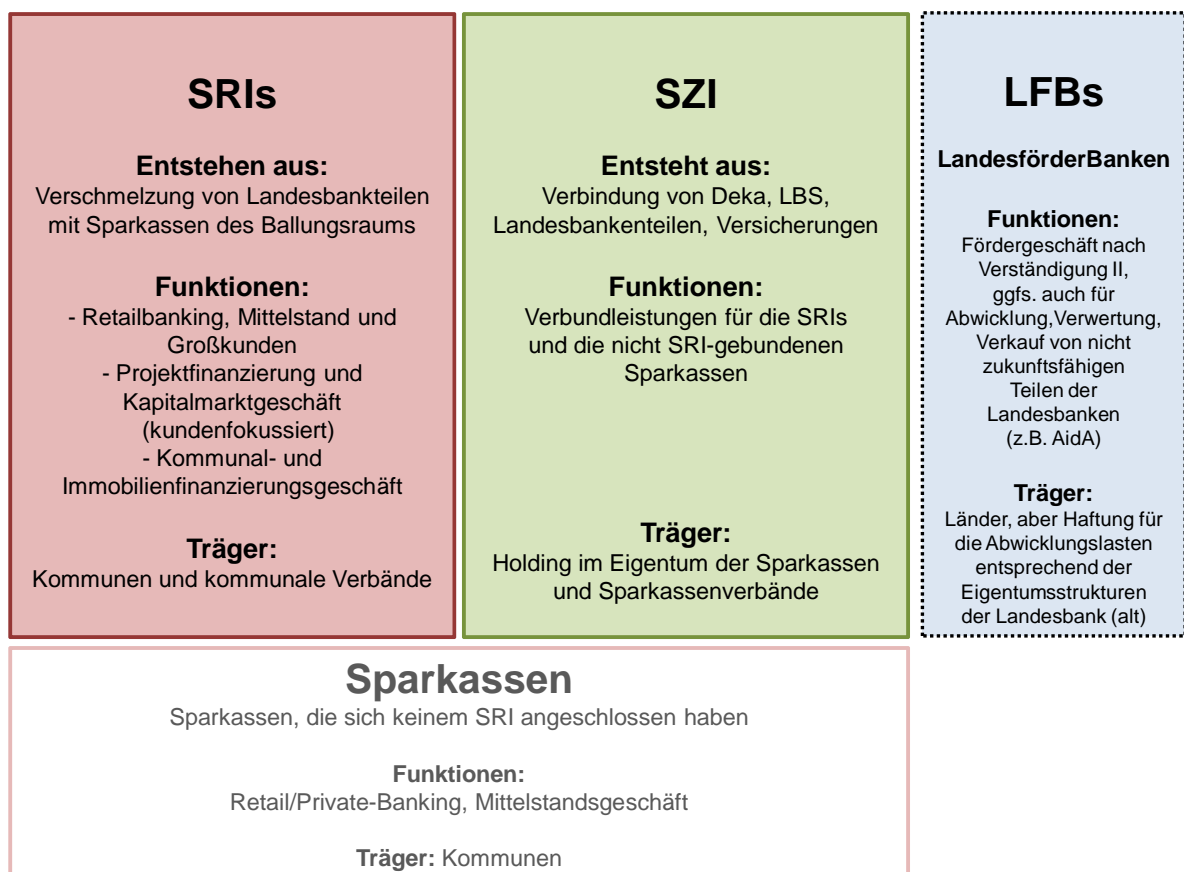 SRIs
Entstehen aus:
Verschmelzung von Landesbankteilen
mit Sparkassen des Ballungsraums
Funktionen:
- Retailbanking, Mittelstand und
Großkunden
- Projektfinanzierung und
Kapitalmarktgeschäft
(kundenfokussiert)
- Kommunal- und
Immobilienfinanzierungsgeschäft
Träger:
Kommunen und kommunale Verbände
SZI
Entsteht aus:
Verbindung von Deka, LBS,
Landesbankenteilen, Versicherungen
Funktionen:
Verbundleistungen für die SRIs
und die nicht SRI-gebundenen
Sparkassen
Träger:
Holding im Eigentum der Sparkassen
und Sparkassenverbände
LFBs
LandesförderBanken
Funktionen:
Fördergeschäft nach
Verständigung II,
ggfs. auch für
Abwicklung,Verwertung,
Verkauf von nicht
zukunftsfähigen
Teilen der
Landesbanken
(z.B. AidA)
Träger:
Länder, aber Haftung für
die Abwicklungslasten
entsprechend der
Eigentumsstrukturen
der Landesbank (alt)
Sparkassen
Sparkassen, die sich keinem SRI angeschlossen haben
Funktionen:
Retail/Private-Banking, Mittelstandsgeschäft
Träger: Kommunen